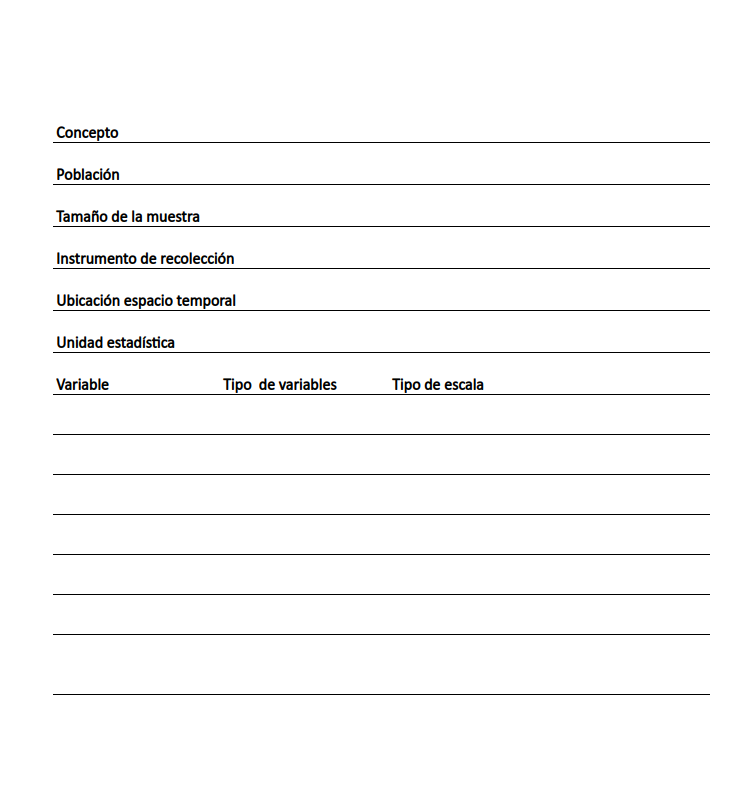 Concepto
Población
Tamaño de la muestra
Instrumento de recolección
Ubicación espacio temporal
Unidad estadística
Variable Tipo de variables Tipo de escala